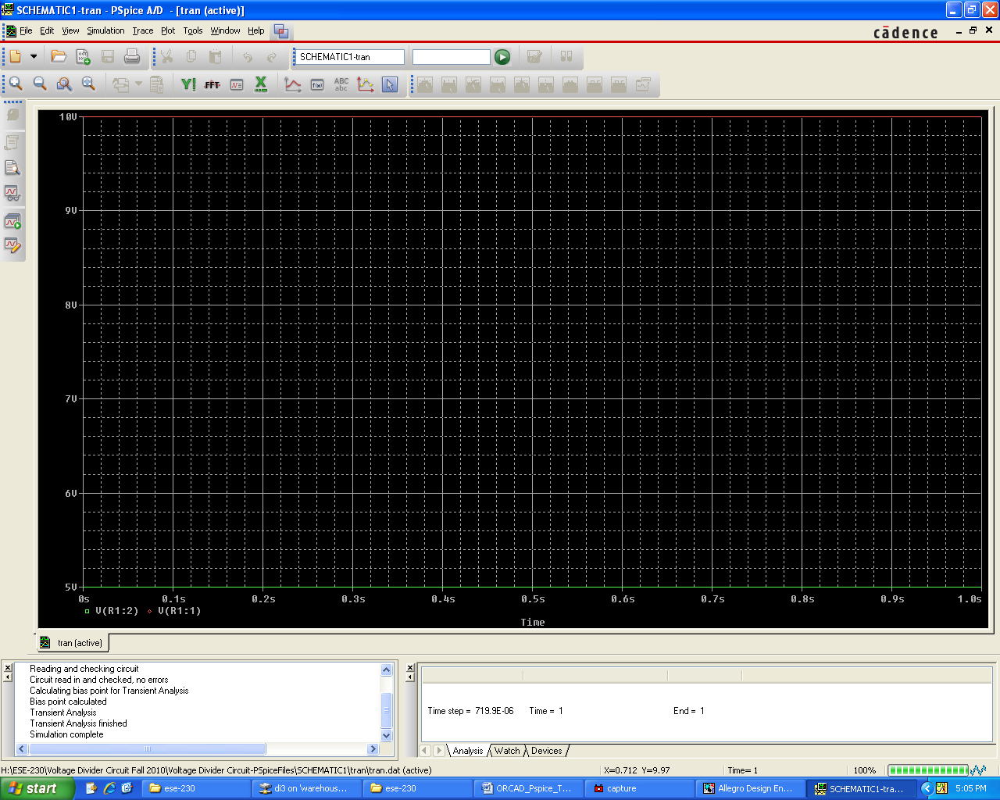 SCHEMATIC1-tran - PSpice A/D - [tran (active)]
File Edit View Simulation Trace Plot Tools Window Help
cādence
SCHEMATIC1-tran
Y! FFT
f(x) ABC
abc
10V
9V
8V
7V
6V
5V
0s 0.1s 0.2s 0.3s 0.4s 0.5s 0.6s 0.7s 0.8s 0.9s 1.0s
V(R1:2) V(R1:1)
Time
tran (active)
Reading and checking circuit
Circuit read in and checked, no errors
Calculating bias point for Transient Analysis
Bias point calculated
Transient Analysis
Transient Analysis finished
Simulation complete
Time step = 719.9E-06 Time = 1 End = 1
Analysis Watch Devices
H:\ESE-230\Voltage Divider Circuit Fall 2010\Voltage Divider Circuit-PSpiceFiles\SCHEMATIC1\tran\tran.dat (active) X=0.712 Y=9.97 Time= 1 100%
start ese-230 di3 on 'warehous... ese-230 ORCAD_Pspice_T... capture Allegro Design En... SCHEMATIC1-tra... 5:05 PM